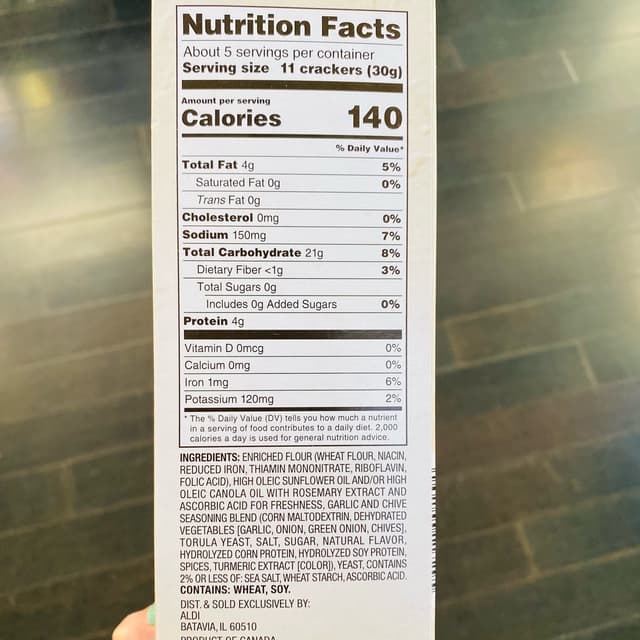 Nutrition Facts
About 5 servings per container
Serving size 11 crackers (30g)
Amount per serving
Calories 140
% Daily Value*
Total Fat 4g 5%
Saturated Fat 0g 0%
Trans Fat 0g
Cholesterol 0mg 0%
Sodium 150mg 7%
Total Carbohydrate 21g 8%
Dietary Fiber <1g 3%
Total Sugars 0g
Includes 0g Added Sugars 0%
Protein 4g
Vitamin D 0mcg 0%
Calcium 0mg 0%
Iron 1mg 6%
Potassium 120mg 2%
* The % Daily Value (DV) tells you how much a nutrient
in a serving of food contributes to a daily diet. 2,000
calories a day is used for general nutrition advice.
INGREDIENTS: ENRICHED FLOUR (WHEAT FLOUR, NIACIN,
REDUCED IRON, THIAMIN MONONITRATE, RIBOFLAVIN,
FOLIC ACID), HIGH OLEIC SUNFLOWER OIL AND/OR HIGH
OLEIC CANOLA OIL WITH ROSEMARY EXTRACT AND
ASCORBIC ACID FOR FRESHNESS, GARLIC AND CHIVE
SEASONING BLEND (CORN MALTODEXTRIN, DEHYDRATED
VEGETABLES [GARLIC, ONION, GREEN ONION, CHIVES],
TORULA YEAST, SALT, SUGAR, NATURAL FLAVOR,
HYDROLYZED CORN PROTEIN, HYDROLYZED SOY PROTEIN,
SPICES, TURMERIC EXTRACT [COLOR]), YEAST, CONTAINS
2% OR LESS OF: SEA SALT, WHEAT STARCH, ASCORBIC ACID.
CONTAINS: WHEAT, SOY.
DIST. & SOLD EXCLUSIVELY BY:
ALDI
BATAVIA, IL 60510
PRODUCT OF CANADA